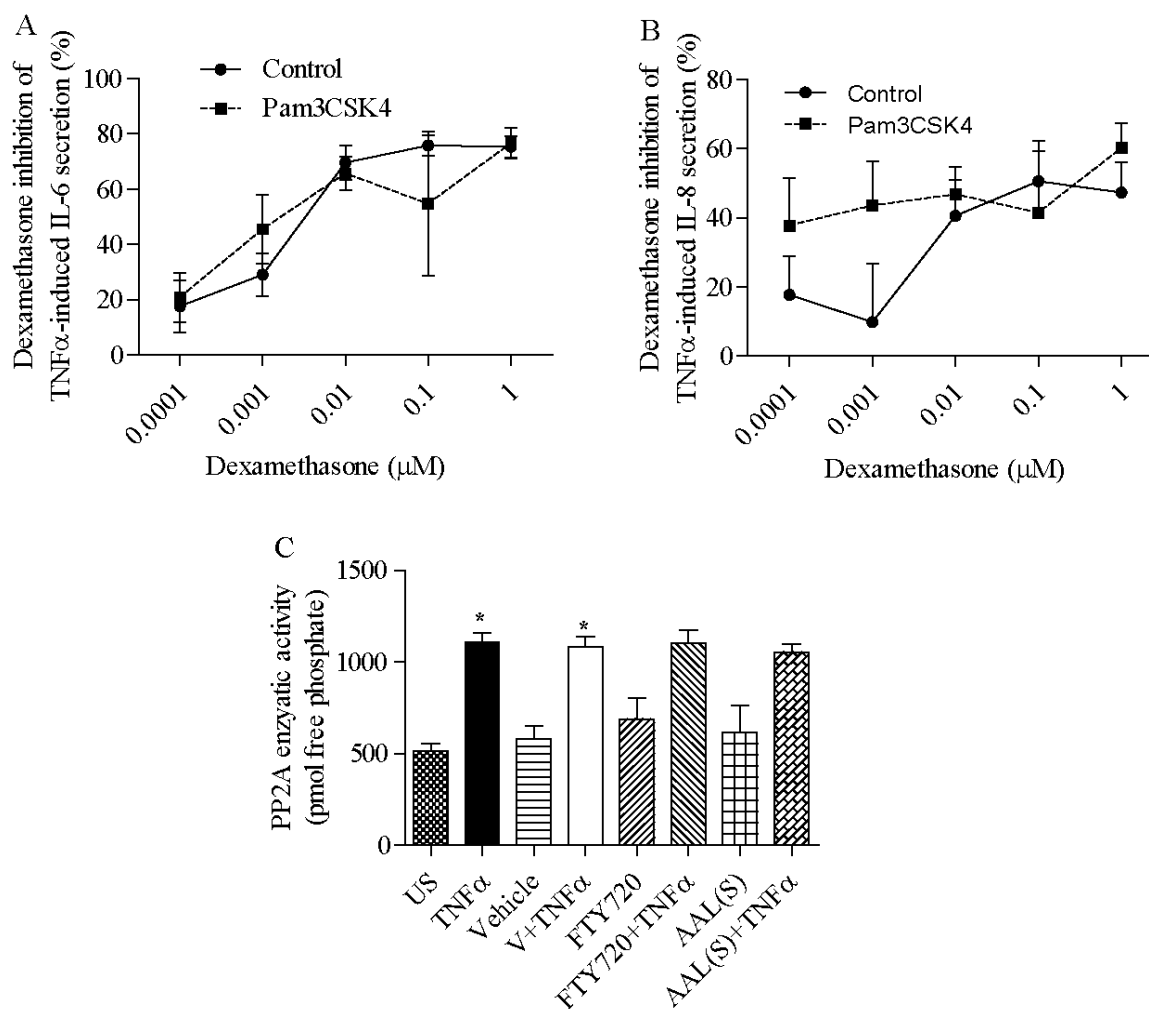 A
Dexamethasone inhibition of
TNFα-induced IL-6 secretion (%)
Control
Pam3CSK4
100
80
60
40
20
0
0.0001
0.001
0.01
0.1
1
Dexamethasone (μM)
B
Dexamethasone inhibition of
TNFα-induced IL-8 secretion (%)
Control
Pam3CSK4
80
60
40
20
0
0.0001
0.001
0.01
0.1
1
Dexamethasone (μM)
C
PP2A enzyatic activity
(pmol free phosphate)
1500
1000
500
0
*
*
US
TNFα
Vehicle
V+TNFα
FTY720
FTY720+TNFα
AAL(S)
AAL(S)+TNFα